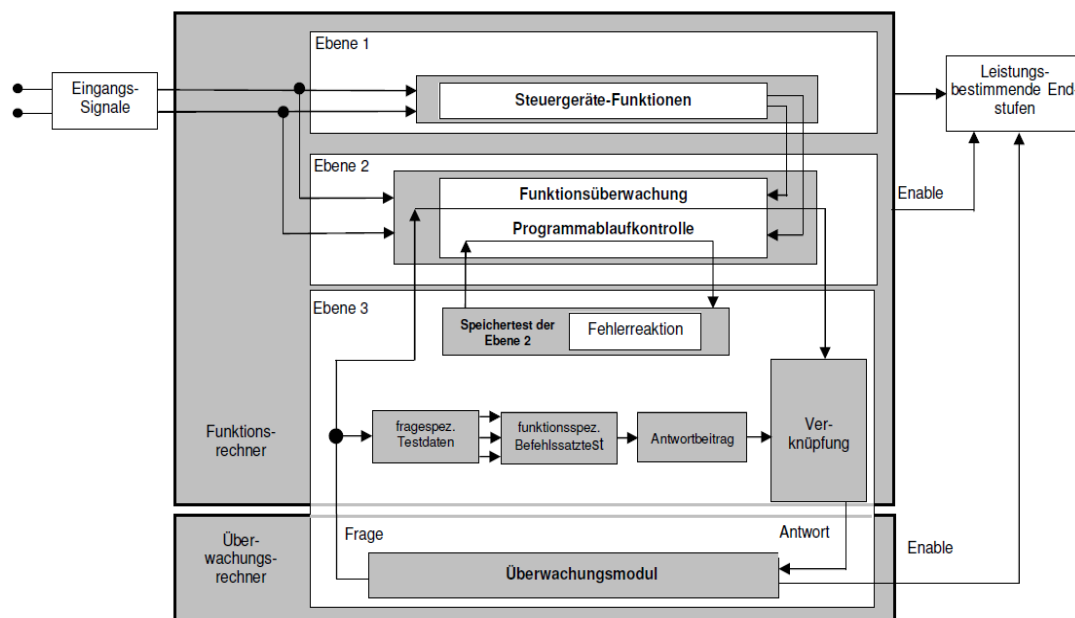 Ebene 1
Eingangs-
Signale
Steuergeräte-Funktionen
Leistungs-
bestimmende End-
stufen
Ebene 2
Funktionsüberwachung
Programmablaufkontrolle
Enable
Ebene 3
Speichertest der
Ebene 2
Fehlerreaktion
Funktions-
rechner
fragespez.
Testdaten
funktionsspez.
Befehlssatztest
Antwortbeitrag
Ver-
knüpfung
Frage
Antwort
Über-
wachungs-
rechner
Überwachungsmodul
Enable